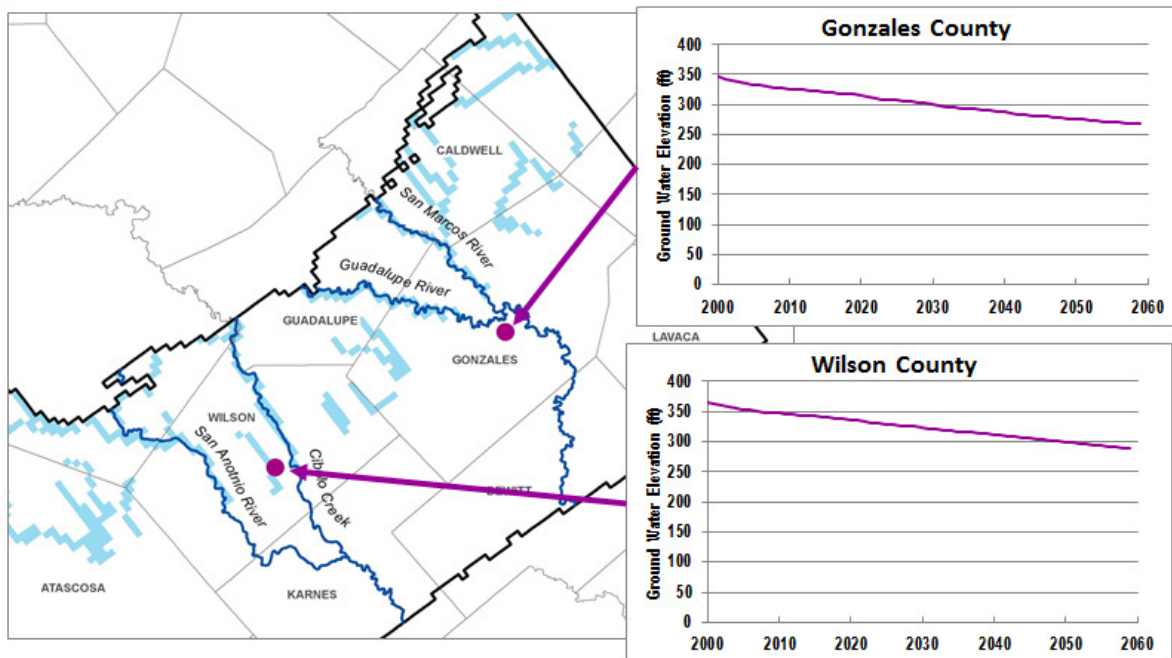 CALDWELL
San Marcos River
Guadalupe River
GUADALUPE
GONZALES
LAVACA
WILSON
San Anotnio River
Cibolo Creek
DEWITT
ATASCOSA
KARNES
Gonzales County
Ground Water Elevation (ft)
400
350
300
250
200
150
100
50
0
2000 2010 2020 2030 2040 2050 2060
Wilson County
Ground Water Elevation (ft)
400
350
300
250
200
150
100
50
0
2000 2010 2020 2030 2040 2050 2060